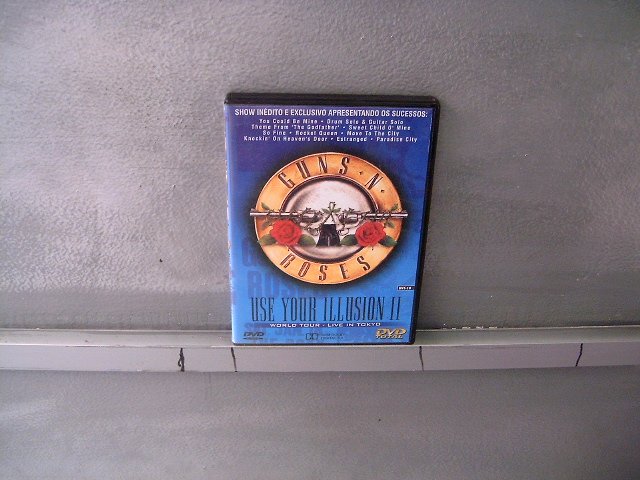 SHOW INÉDITO E EXCLUSIVO APRESENTANDO OS SUCESSOS:
You Could Be Mine • Drum Solo & Guitar Solo
Theme From 'The Godfather' • Sweet Child O' Mine
So Fine • Rocket Queen • Move To The City
Knockin' On Heaven's Door • Estranged • Paradise City
GUNS N' ROSES
USE YOUR ILLUSION II
WORLD TOUR - LIVE IN TOKYO
DVD
DVD
TOTAL